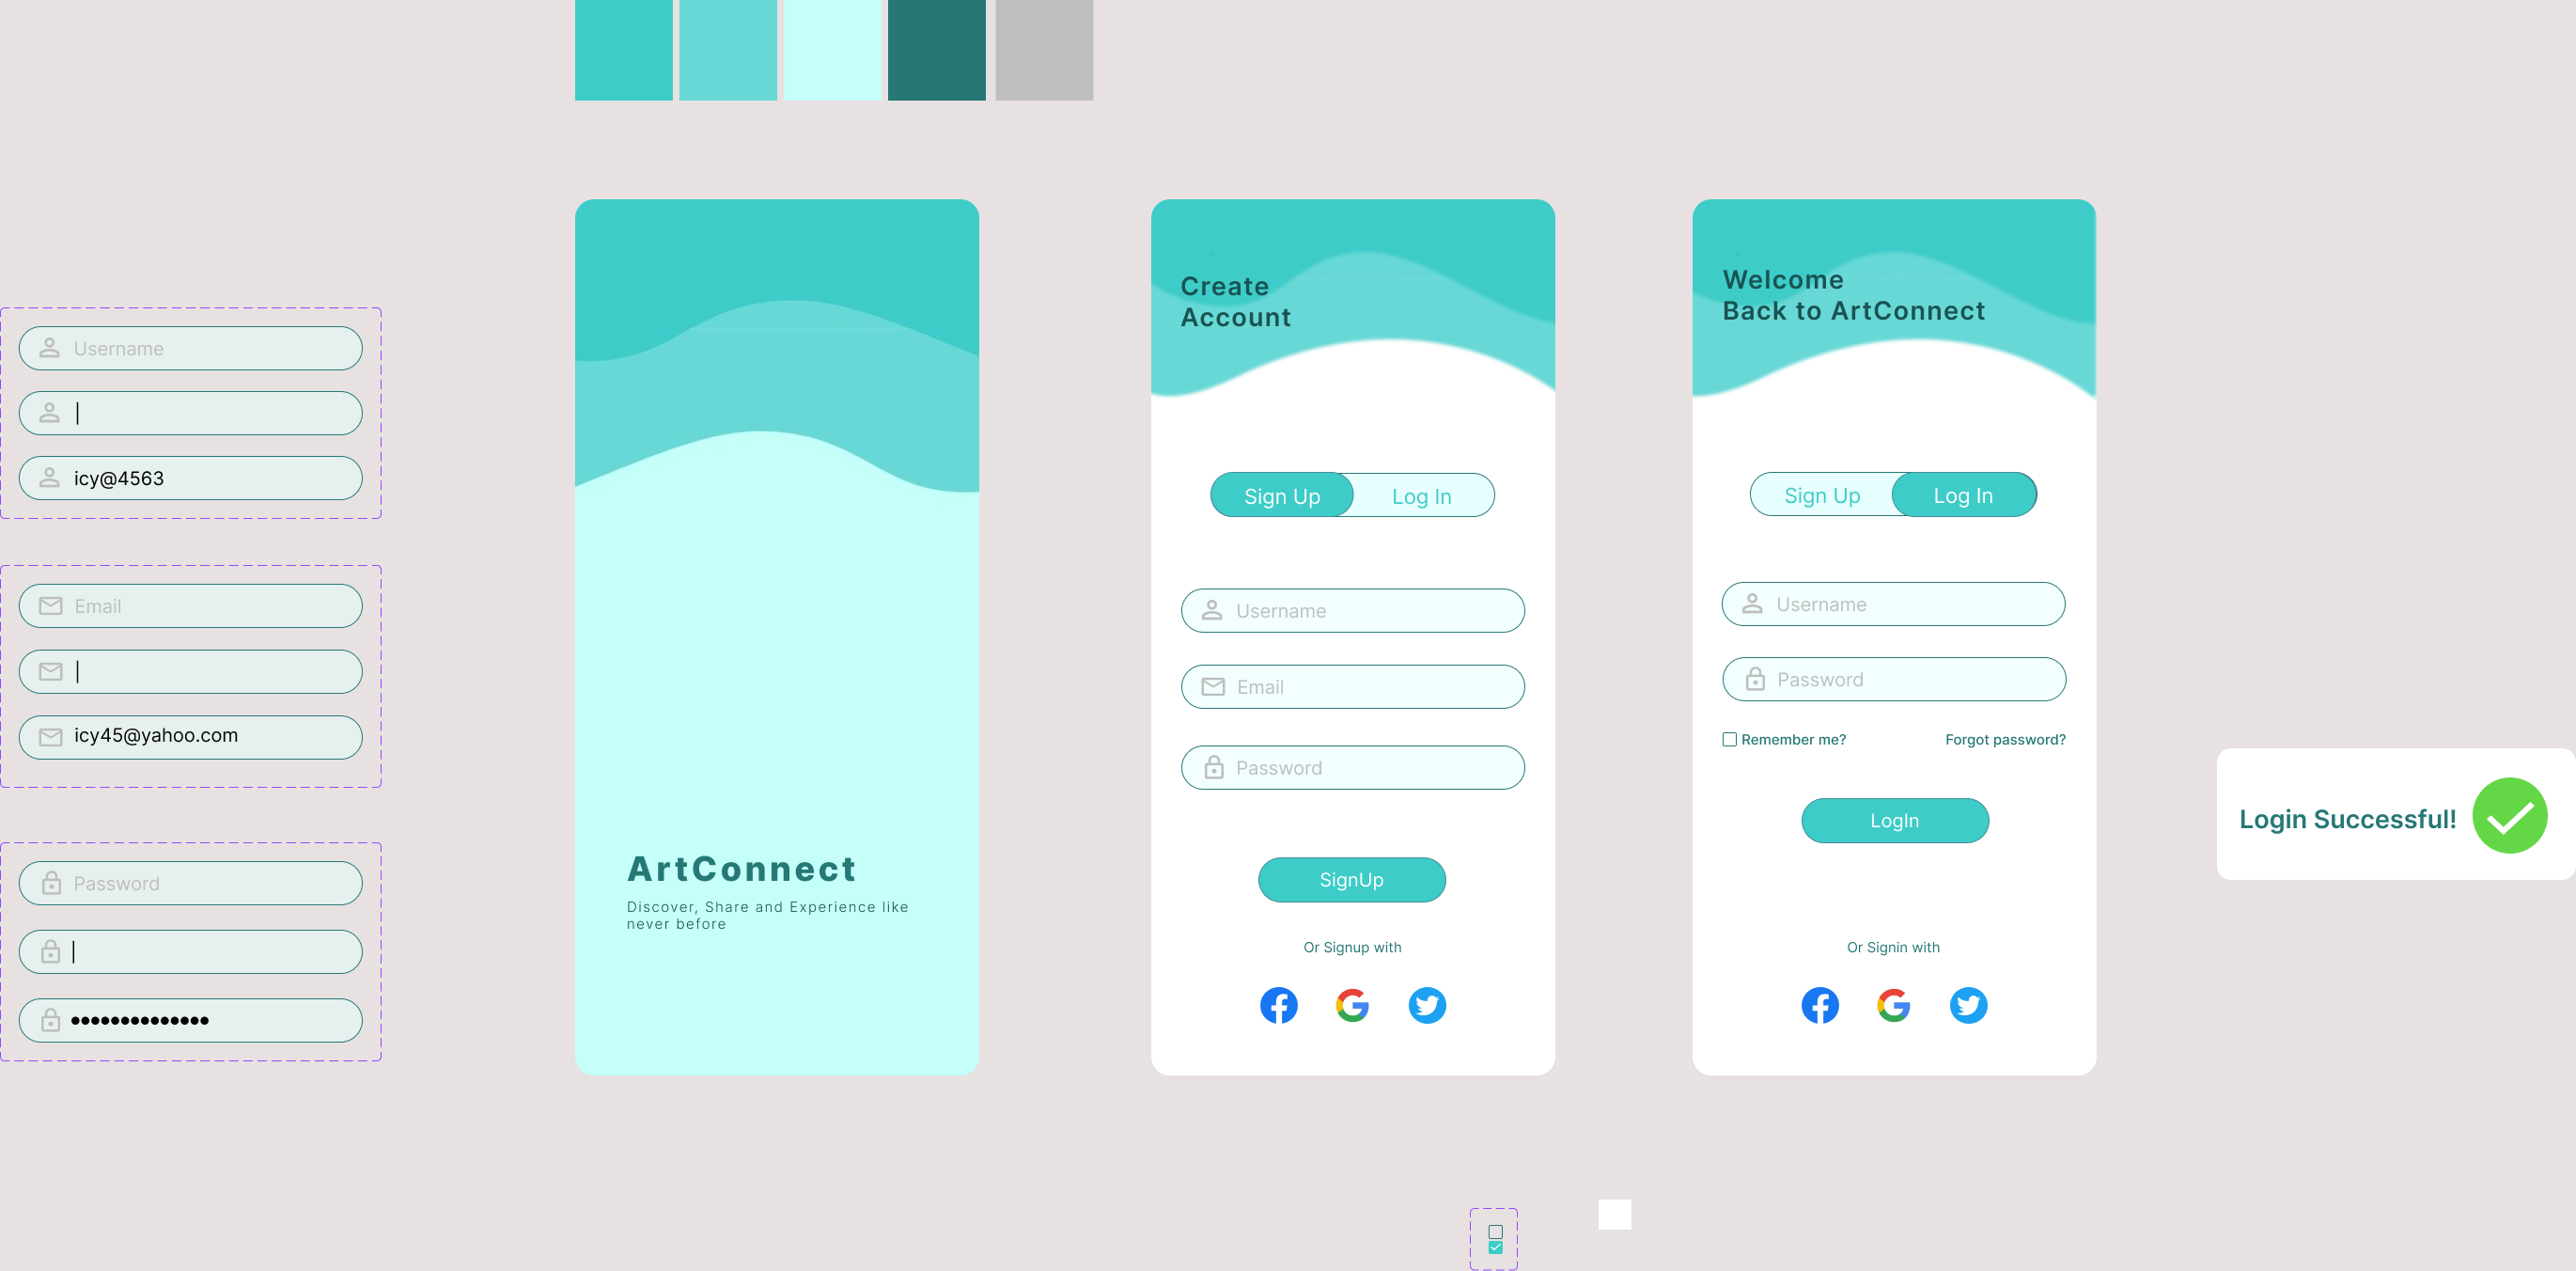 Username
icy@4563
Email
icy45@yahoo.com
Password
••••••••••••••
ArtConnect
Discover, Share and Experience like
never before
Create
Account
Sign Up
Log In
Username
Email
Password
SignUp
Or Signup with
Welcome
Back to ArtConnect
Sign Up
Log In
Username
Password
Remember me?
Forgot password?
LogIn
Or Signin with
Login Successful!